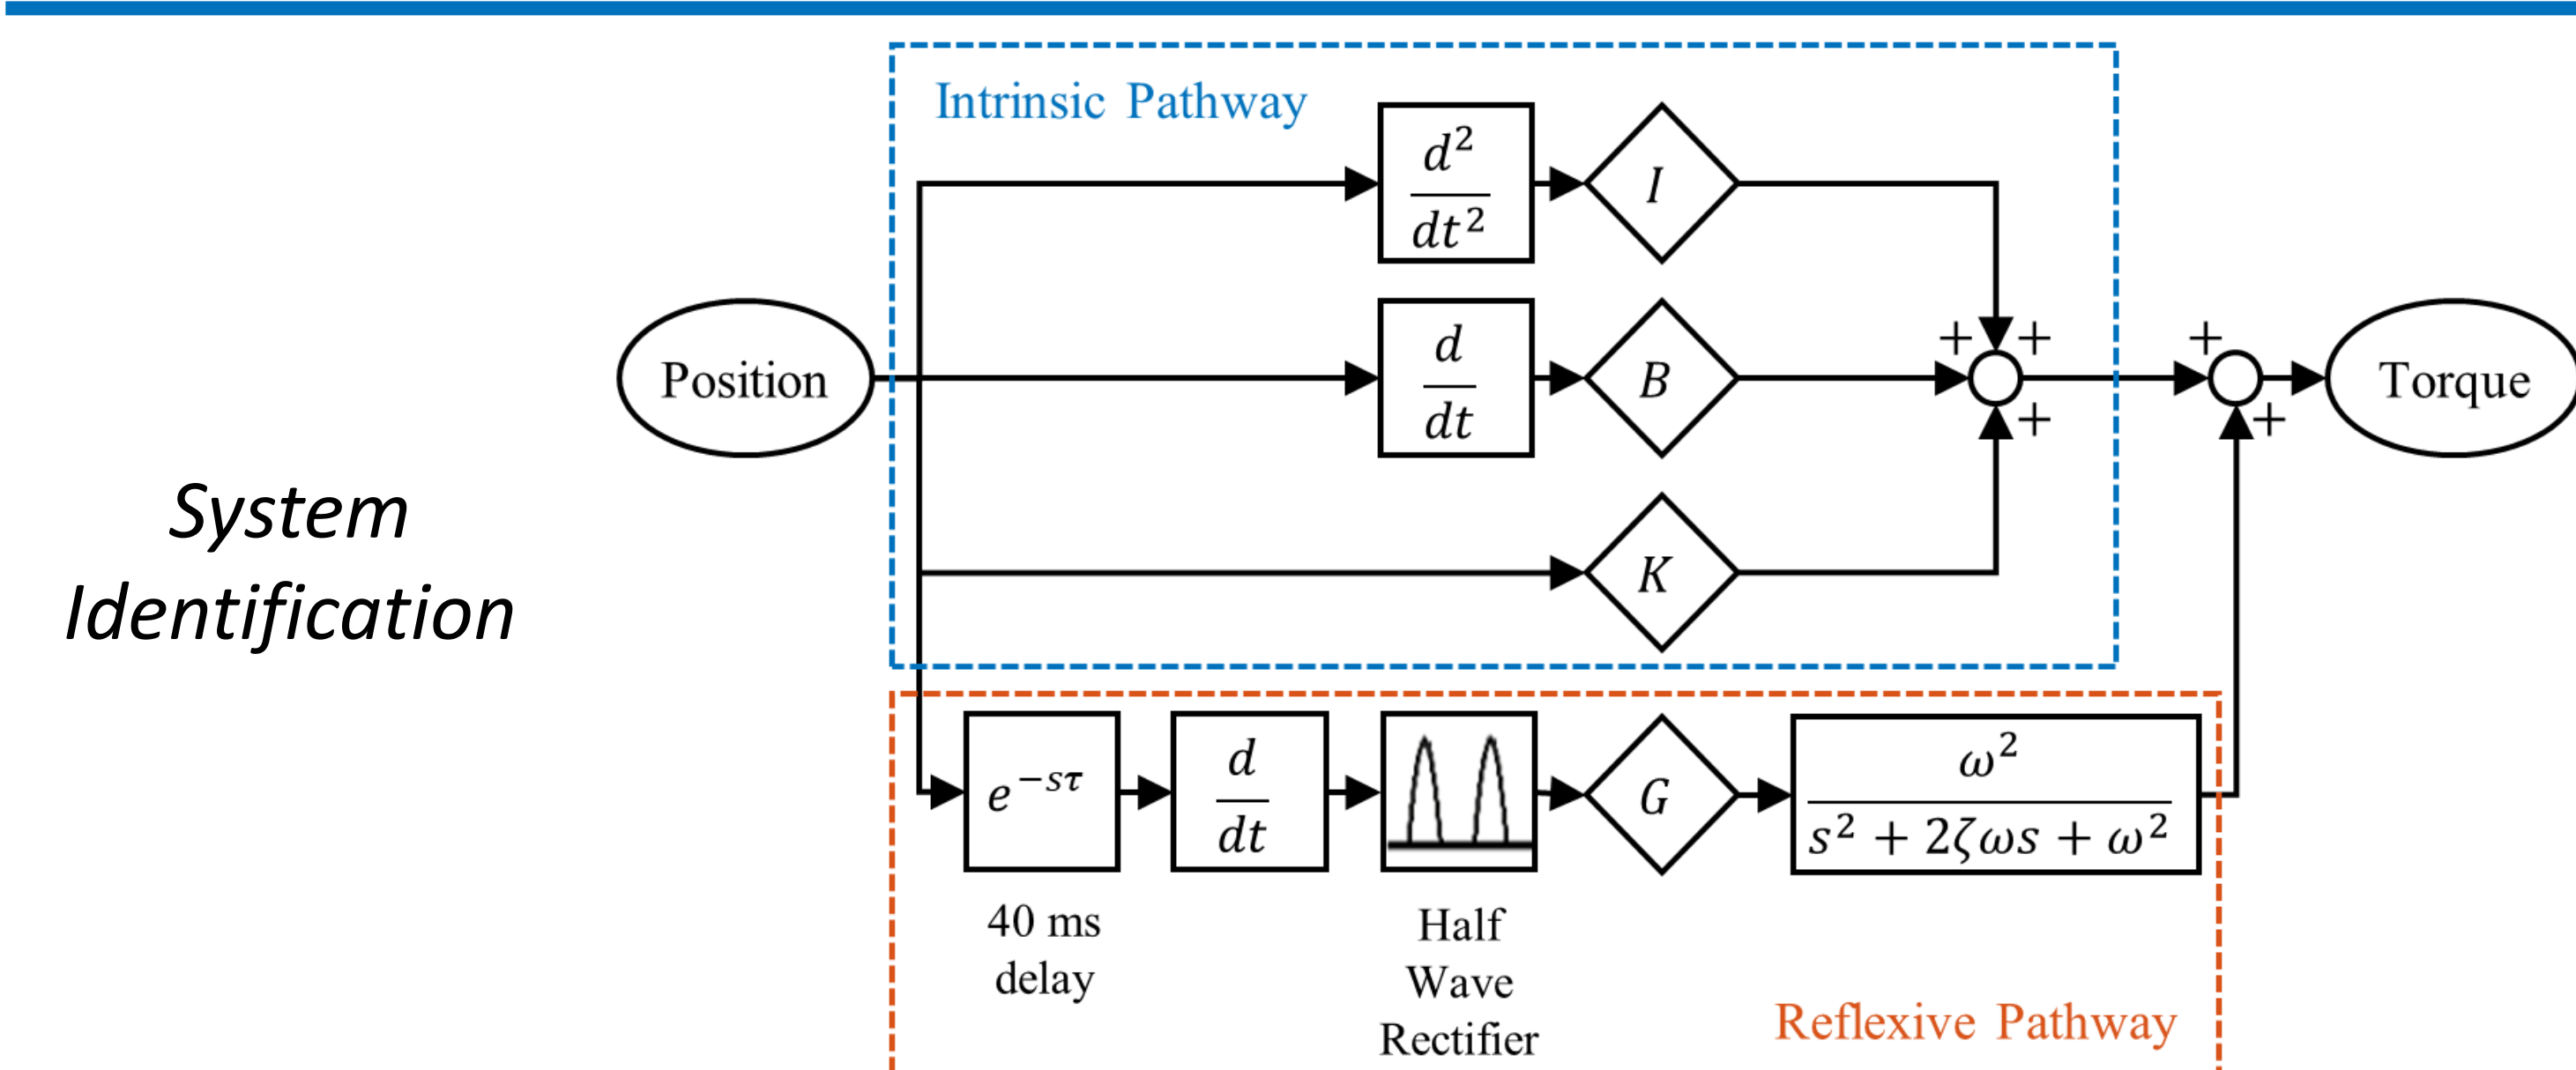 Intrinsic Pathway
d²
dt²
I
Position
d
dt
B
+ +
+
+
+
Torque
System
Identification
K
e^{-sτ}
d
dt
G
ω²
s² + 2ζωs + ω²
40 ms
delay
Half
Wave
Rectifier
Reflexive Pathway